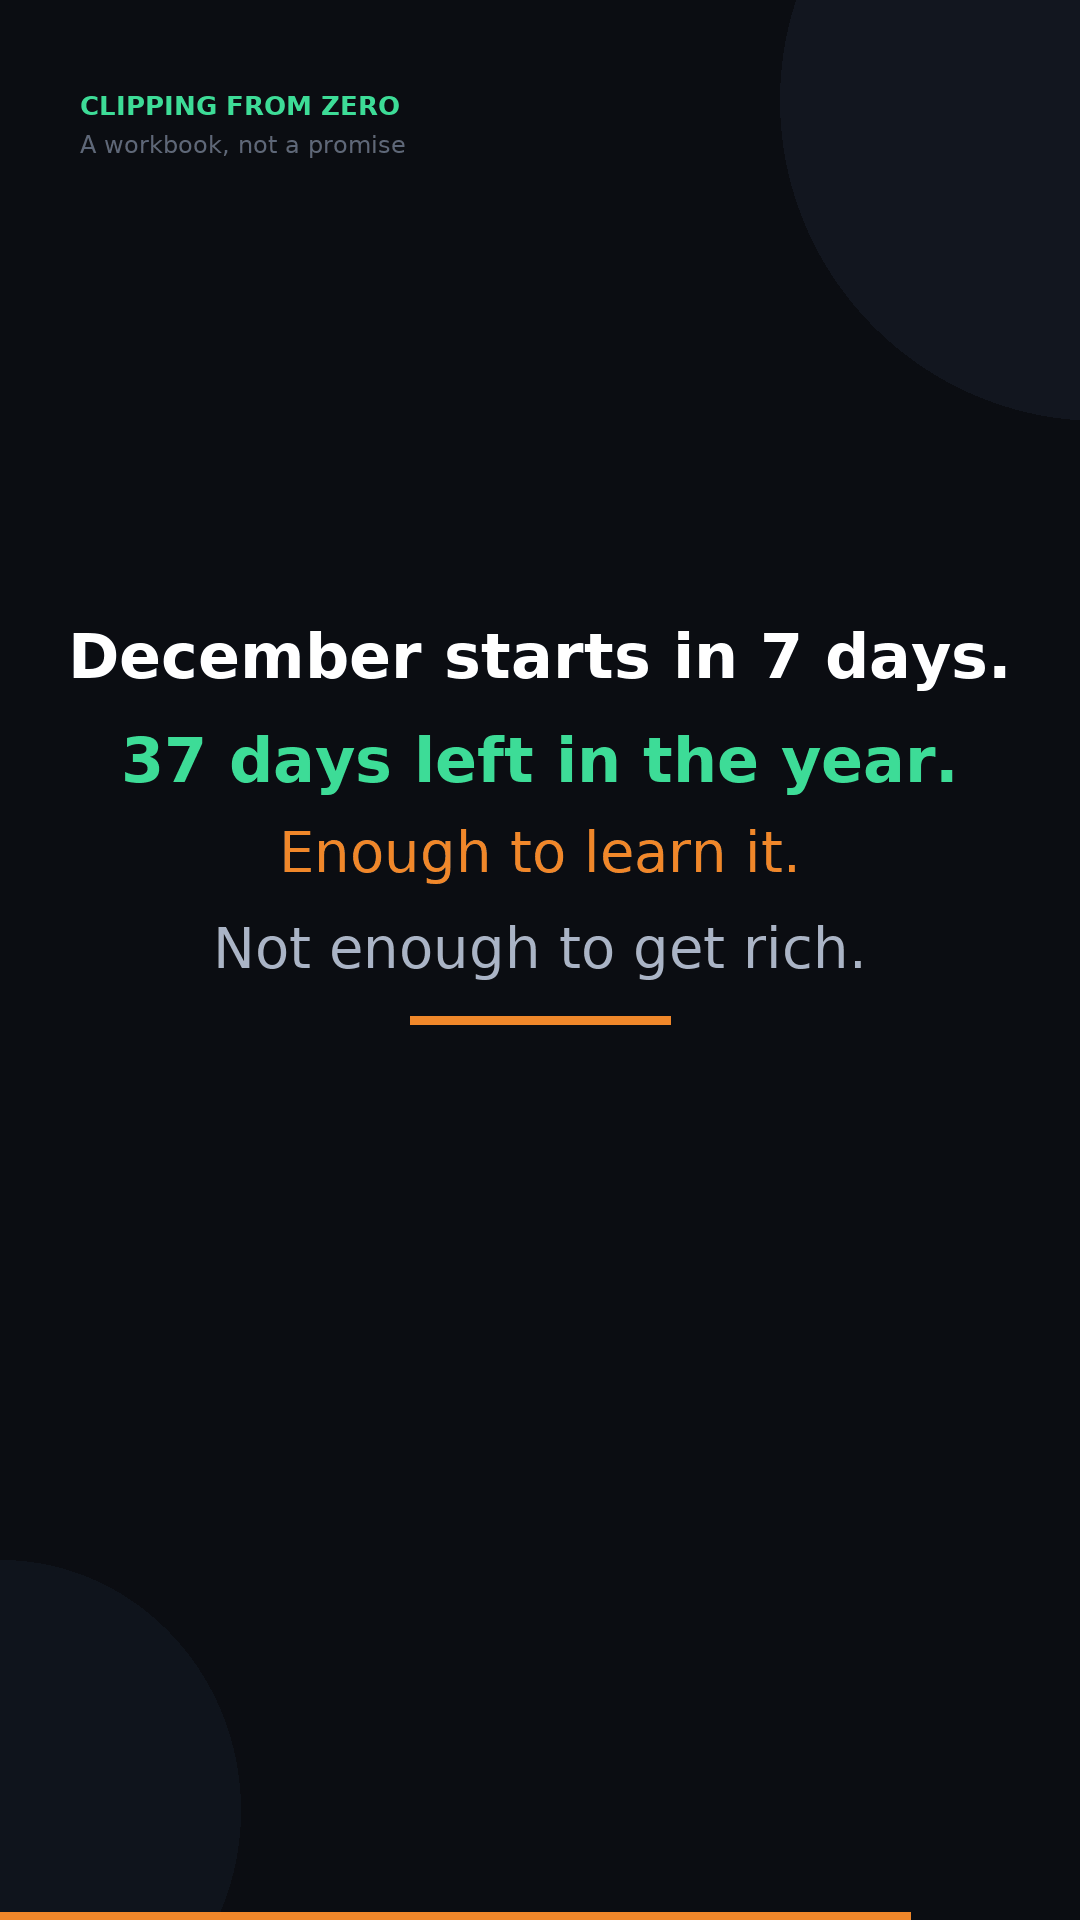 CLIPPING FROM ZERO
A workbook, not a promise
December starts in 7 days.
37 days left in the year.
Enough to learn it.
Not enough to get rich.